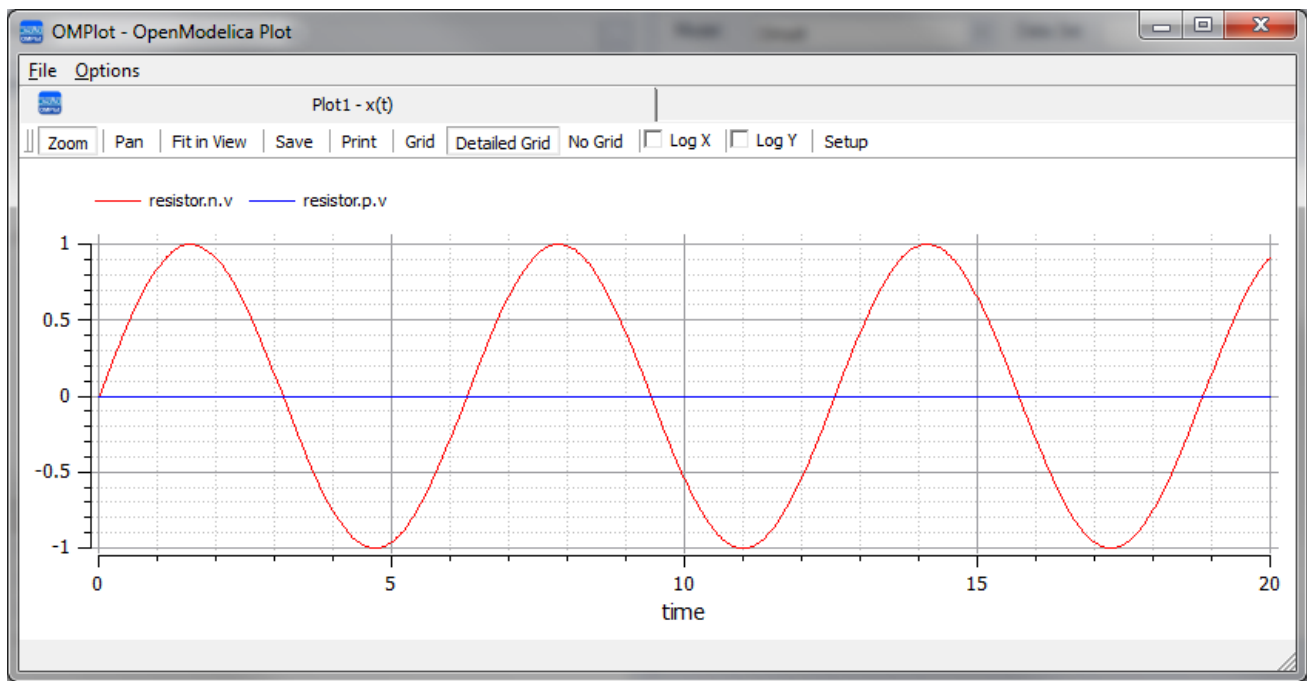 OMPlot - OpenModelica Plot
File Options
Plot1 - x(t)
Zoom Pan Fit in View Save Print Grid Detailed Grid No Grid Log X Log Y Setup
resistor.n.v resistor.p.v
1
0.5
0
-0.5
-1
0 5 10 15 20
time